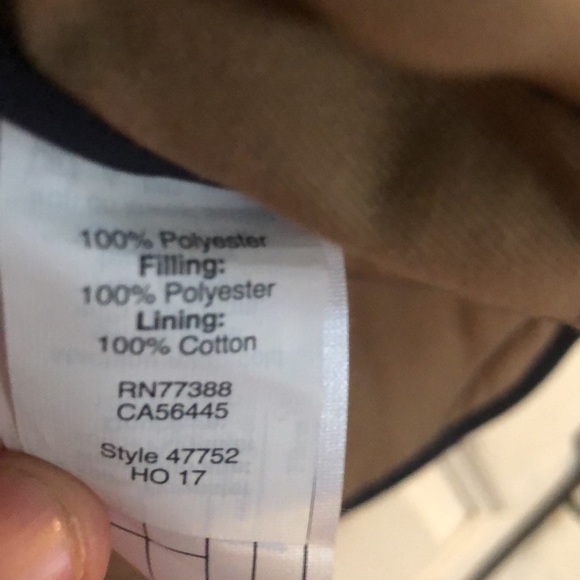 100% Polyester
Filling:
100% Polyester
Lining:
100% Cotton
RN77388
CA56445
Style 47752
HO 17